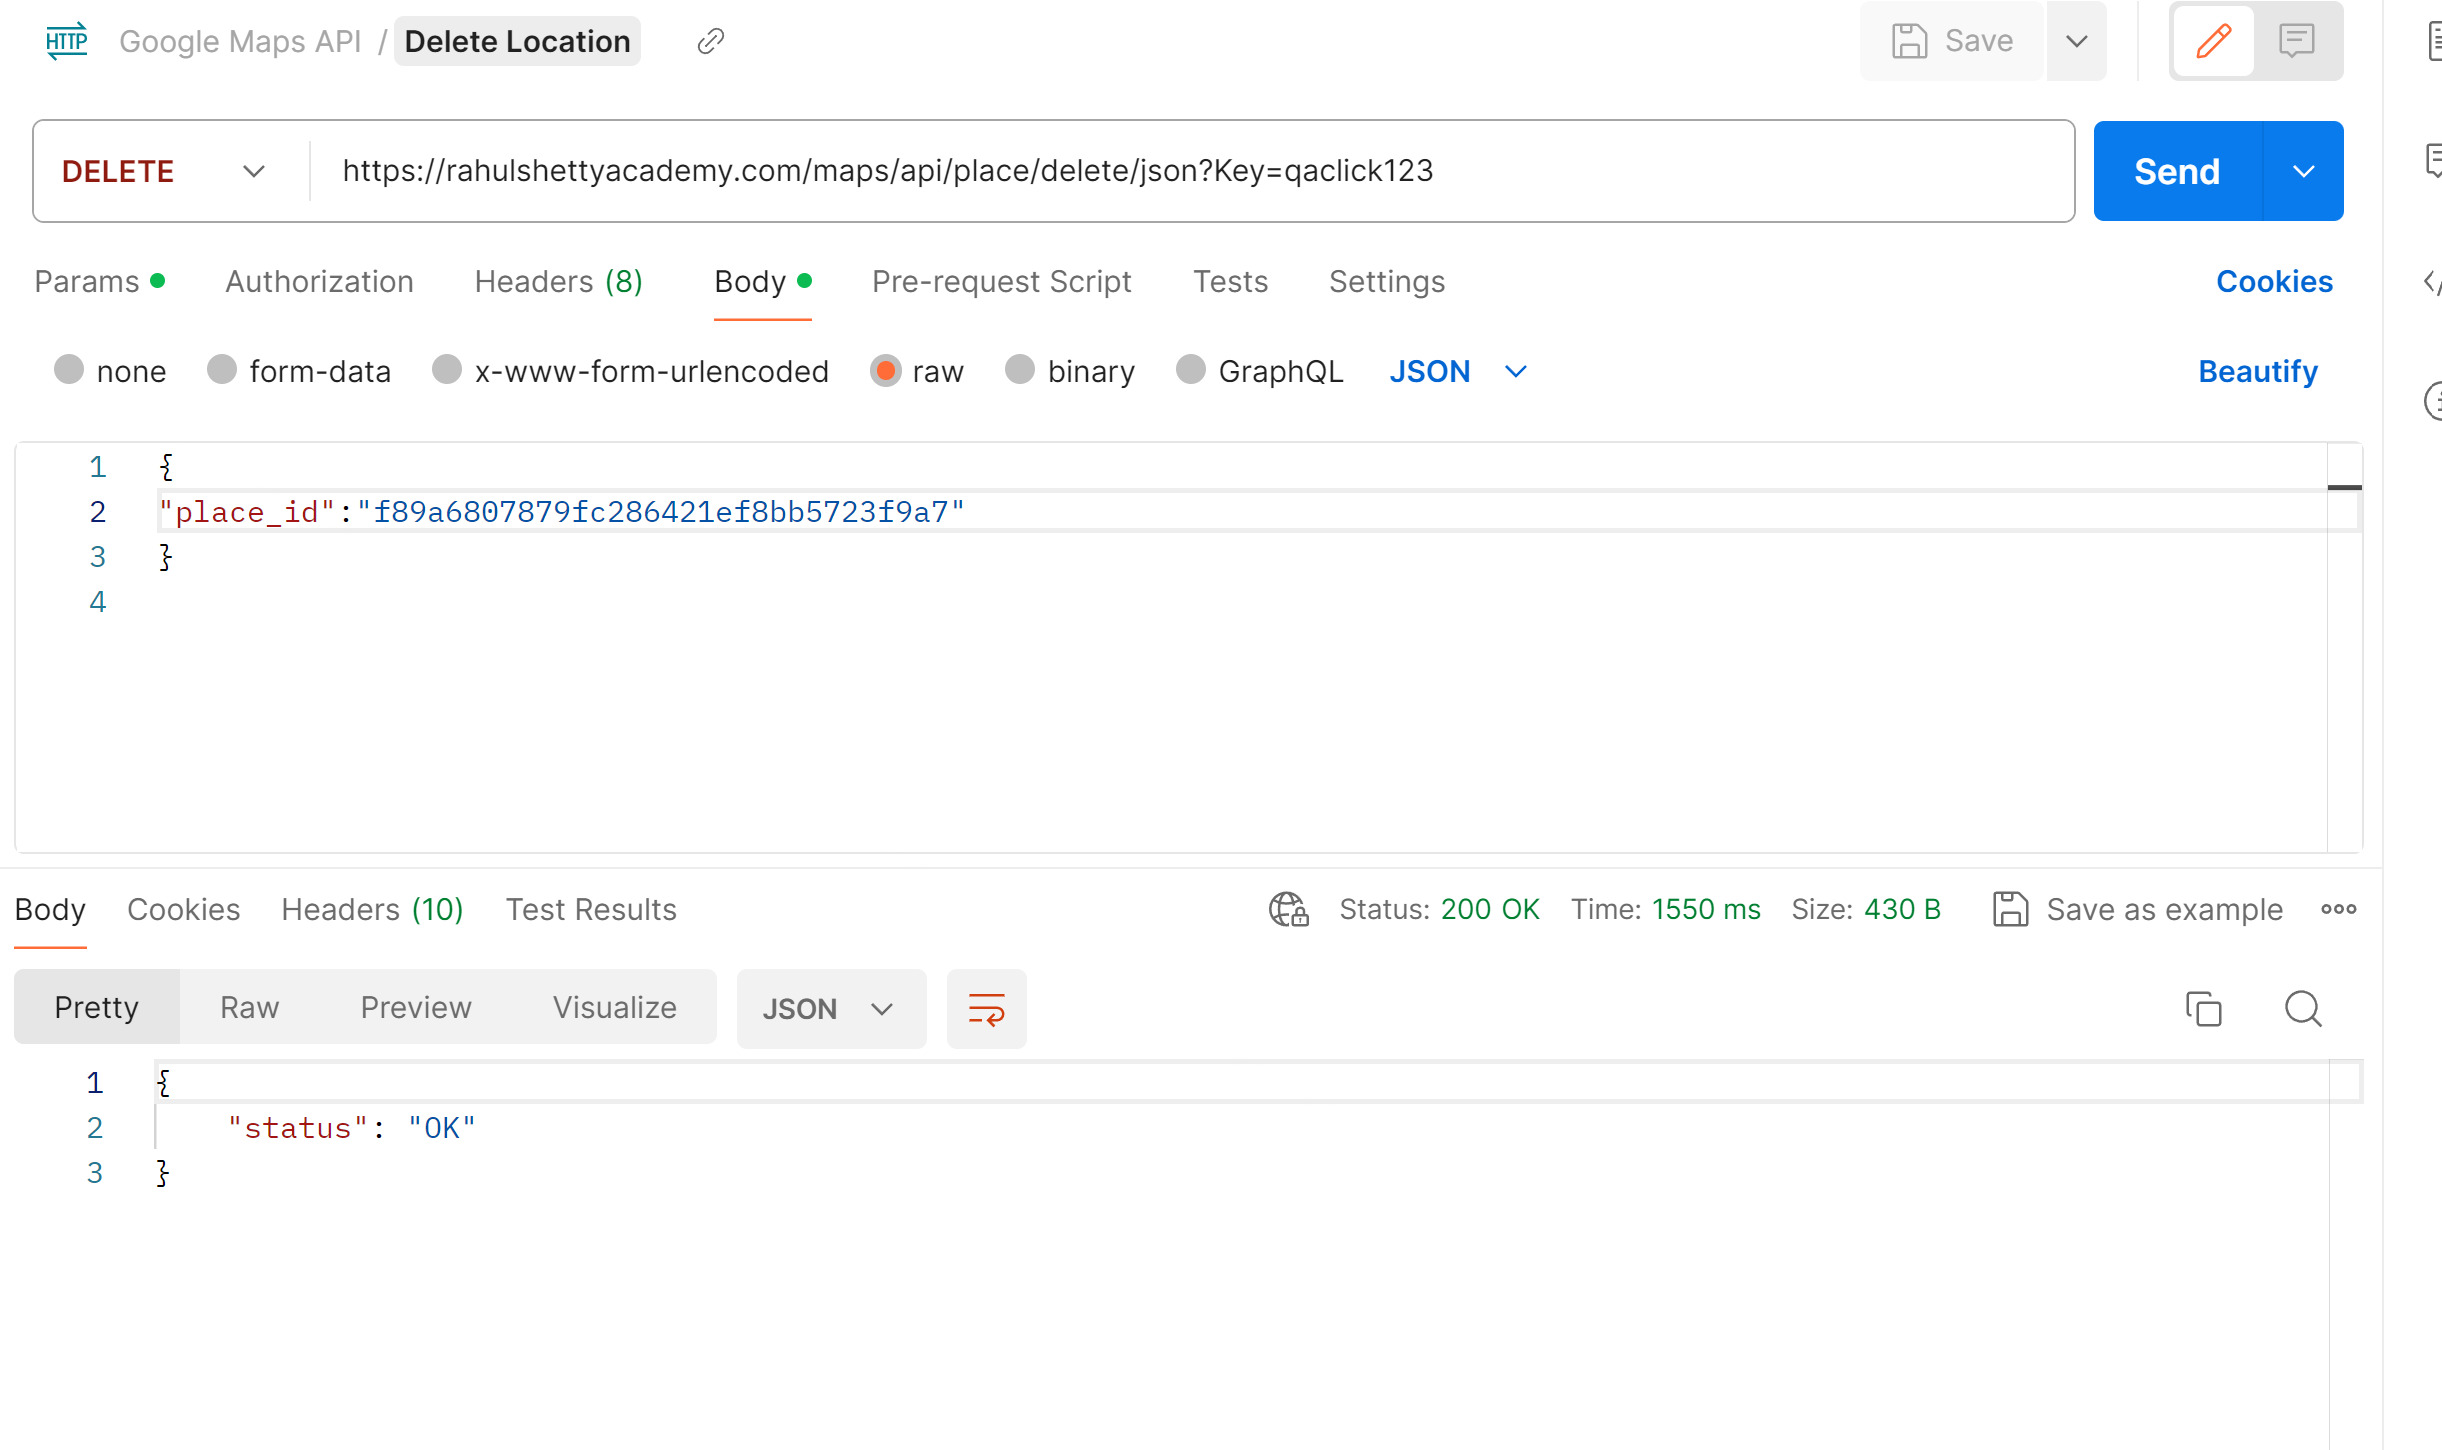 HTTP Google Maps API / Delete Location Save
DELETE https://rahulshettyacademy.com/maps/api/place/delete/json?Key=qaclick123 Send
Params Authorization Headers (8) Body Pre-request Script Tests Settings Cookies
none form-data x-www-form-urlencoded raw binary GraphQL JSON Beautify
1 {
2 "place_id":"f89a6807879fc286421ef8bb5723f9a7"
3 }
4
Body Cookies Headers (10) Test Results Status: 200 OK Time: 1550 ms Size: 430 B Save as example
Pretty Raw Preview Visualize JSON
1 {
2 "status": "OK"
3 }